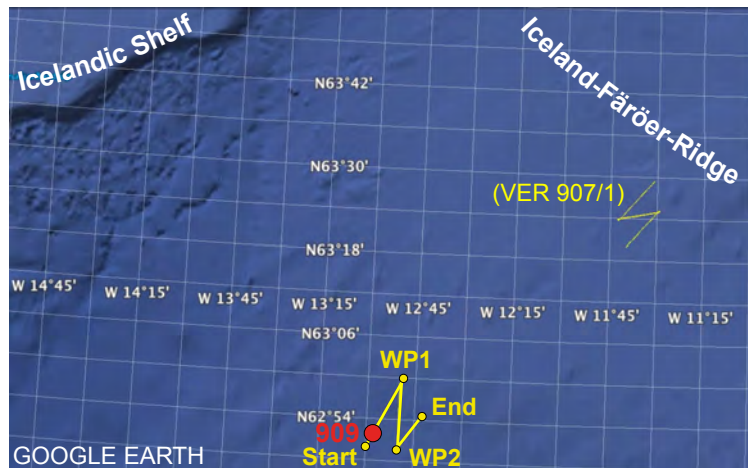 Icelandic Shelf
Iceland-Färöer-Ridge
N63°42'
N63°30'
(VER 907/1)
N63°18'
W 14°45'
W 14°15'
W 13°45'
W 13°15'
W 12°45'
W 12°15'
W 11°45'
W 11°15'
N63°06'
WP1
N62°54'
End
909
Start
WP2
GOOGLE EARTH